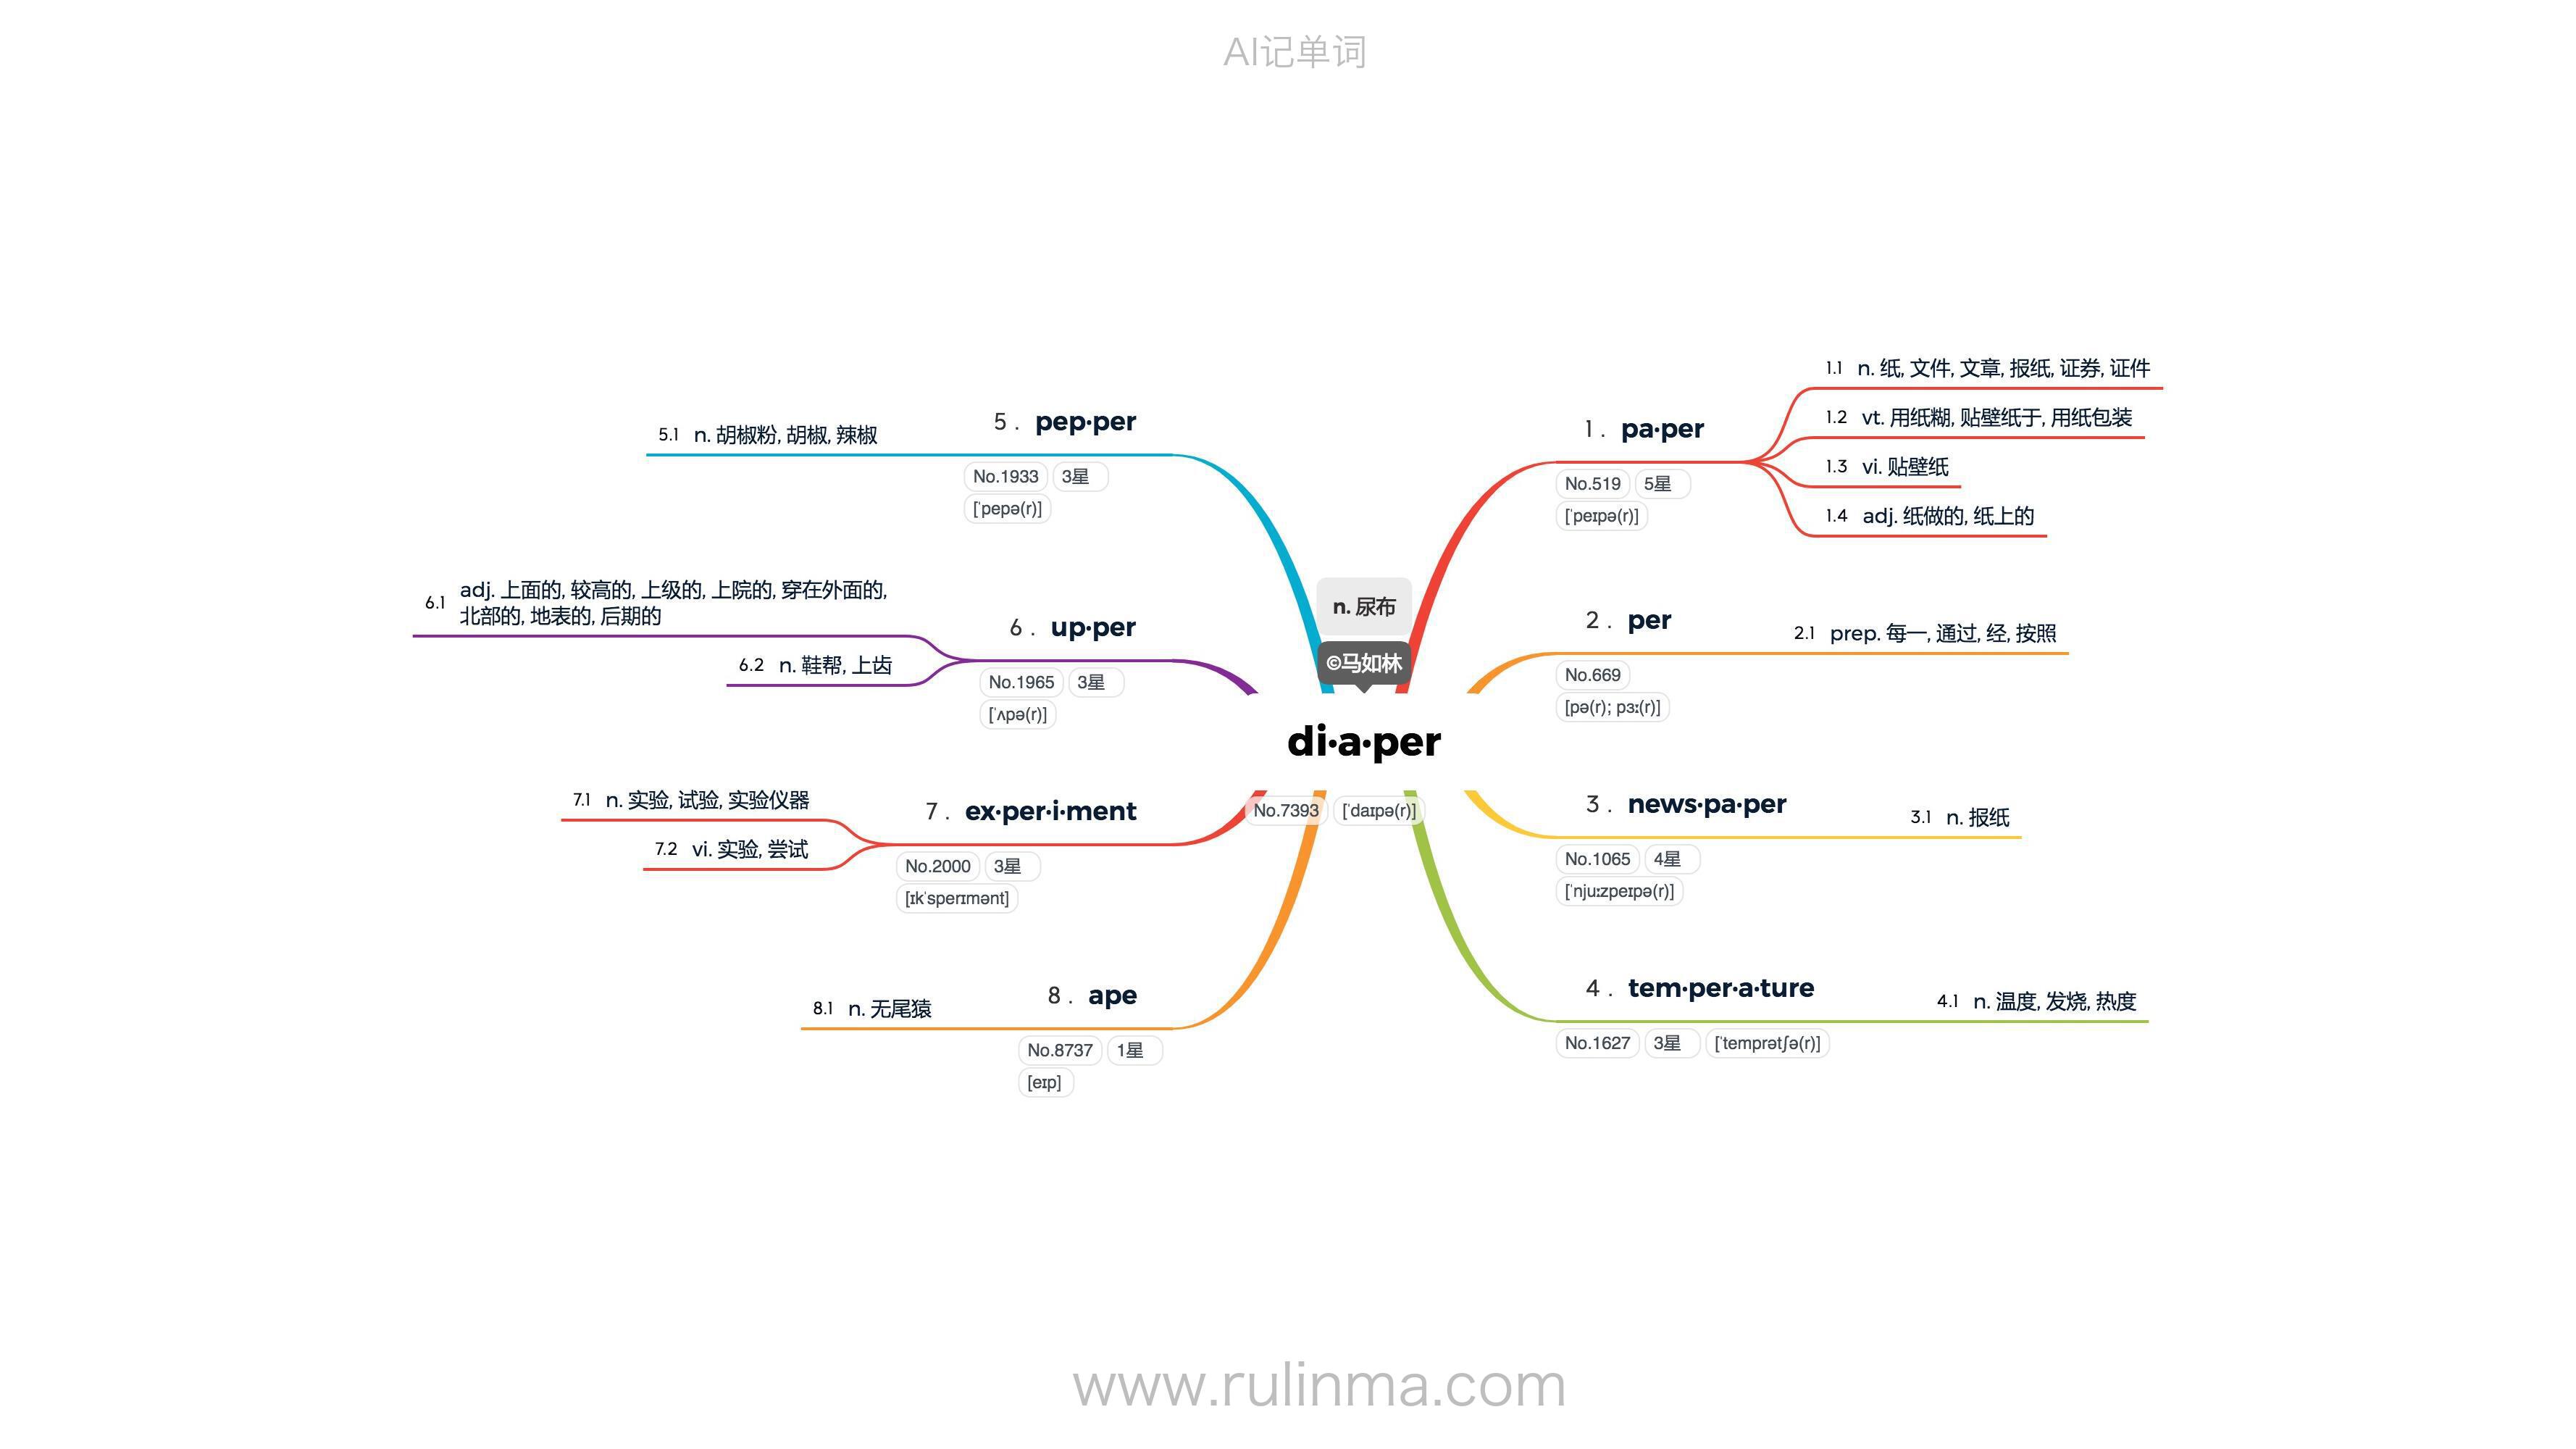 AI记单词
n. 尿布
©马如林
di·a·per
No.7393 [ˈdaɪpə(r)]
1 . pa·per
No.519 5星
[ˈpeɪpə(r)]
1.1 n. 纸, 文件, 文章, 报纸, 证券, 证件
1.2 vt. 用纸糊, 贴壁纸于, 用纸包装
1.3 vi. 贴壁纸
1.4 adj. 纸做的, 纸上的
2 . per
No.669
[pə(r); pɜː(r)]
2.1 prep. 每一, 通过, 经, 按照
3 . news·pa·per
No.1065 4星
[ˈnjuːzpeɪpə(r)]
3.1 n. 报纸
4 . tem·per·a·ture
No.1627 3星 [ˈtemprətʃə(r)]
4.1 n. 温度, 发烧, 热度
5 . pep·per
No.1933 3星
[ˈpepə(r)]
5.1 n. 胡椒粉, 胡椒, 辣椒
6 . up·per
No.1965 3星
[ˈʌpə(r)]
6.1 adj. 上面的, 较高的, 上级的, 上院的, 穿在外面的,
北部的, 地表的, 后期的
6.2 n. 鞋帮, 上齿
7 . ex·per·i·ment
No.2000 3星
[ɪkˈsperɪmənt]
7.1 n. 实验, 试验, 实验仪器
7.2 vi. 实验, 尝试
8 . ape
No.8737 1星
[eɪp]
8.1 n. 无尾猿
www.rulinma.com